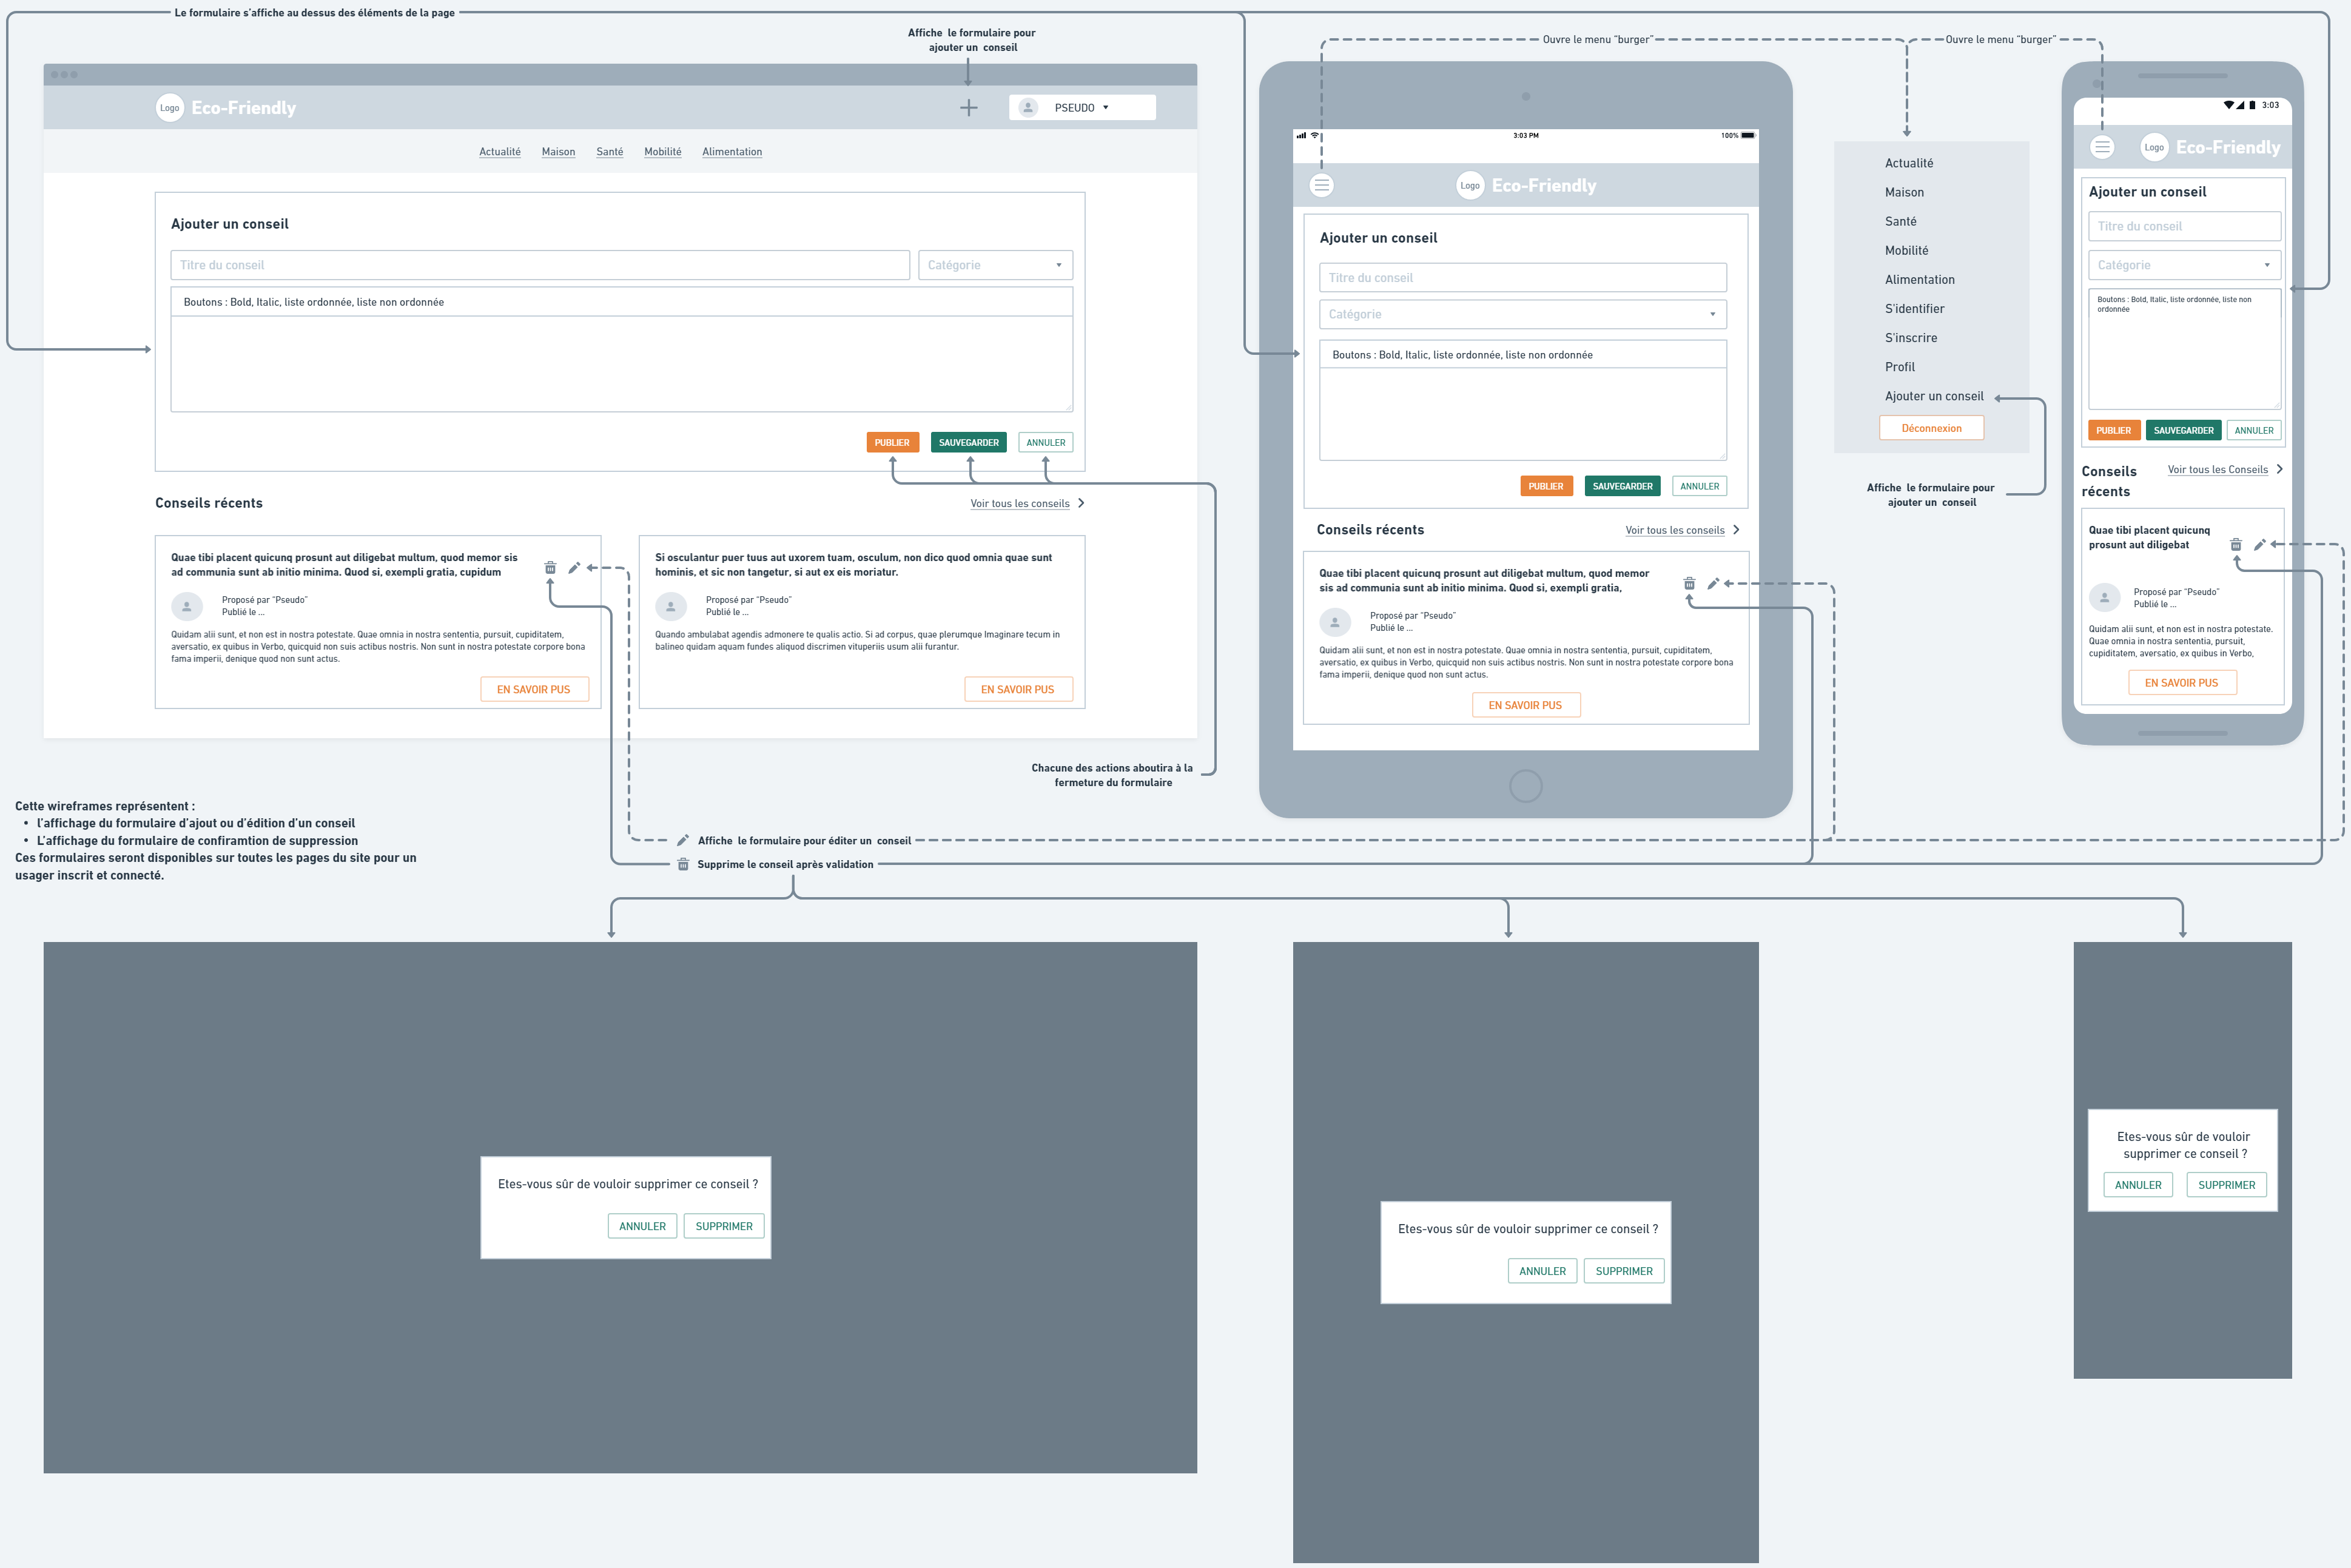 Le formulaire s'affiche au dessus des éléments de la page
Affiche le formulaire pour
ajouter un conseil
Logo
Eco-Friendly
PSEUDO
Actualité
Maison
Santé
Mobilité
Alimentation
Ajouter un conseil
Titre du conseil
Catégorie
Boutons : Bold, Italic, liste ordonnée, liste non ordonnée
PUBLIER
SAUVEGARDER
ANNULER
Conseils récents
Voir tous les conseils
Quae tibi placent quicunq prosunt aut diligebat multum, quod memor sis
ad communia sunt ab initio minima. Quod si, exempli gratia, cupidum
Proposé par "Pseudo"
Publié le ...
Quidam alii sunt, et non est in nostra potestate. Quae omnia in nostra sententia, pursuit, cupiditatem,
aversatio, ex quibus in Verbo, quicquid non suis actibus nostris. Non sunt in nostra potestate corpore bona
fama imperii, denique quod non sunt actus.
EN SAVOIR PUS
Si osculantur puer tuus aut uxorem tuam, osculum, non dico quod omnia quae sunt
hominis, et sic non tangetur, si aut ex eis moriatur.
Proposé par "Pseudo"
Publié le ...
Quando ambulabat agendis admonere te qualis actio. Si ad corpus, quae plerumque Imaginare tecum in
balineo quidam aquam fundes aliquod discrimen vituperiis usum alii furantur.
EN SAVOIR PUS
Chacune des actions aboutira à la
fermeture du formulaire
Ouvre le menu "burger"
3:03 PM
100%
Logo
Eco-Friendly
Ajouter un conseil
Titre du conseil
Catégorie
Boutons : Bold, Italic, liste ordonnée, liste non ordonnée
PUBLIER
SAUVEGARDER
ANNULER
Conseils récents
Voir tous les conseils
Quae tibi placent quicunq prosunt aut diligebat multum, quod memor
sis ad communia sunt ab initio minima. Quod si, exempli gratia,
Proposé par "Pseudo"
Publié le ...
Quidam alii sunt, et non est in nostra potestate. Quae omnia in nostra sententia, pursuit, cupiditatem,
aversatio, ex quibus in Verbo, quicquid non suis actibus nostris. Non sunt in nostra potestate corpore bona
fama imperii, denique quod non sunt actus.
EN SAVOIR PUS
Actualité
Maison
Santé
Mobilité
Alimentation
S'identifier
S'inscrire
Profil
Ajouter un conseil
Déconnexion
Affiche le formulaire pour
ajouter un conseil
Ouvre le menu "burger"
3:03
Logo
Eco-Friendly
Ajouter un conseil
Titre du conseil
Catégorie
Boutons : Bold, Italic, liste ordonnée, liste non
ordonnée
PUBLIER
SAUVEGARDER
ANNULER
Conseils
récents
Voir tous les Conseils
Quae tibi placent quicunq
prosunt aut diligebat
Proposé par "Pseudo"
Publié le ...
Quidam alii sunt, et non est in nostra potestate.
Quae omnia in nostra sententia, pursuit,
cupiditatem, aversatio, ex quibus in Verbo,
EN SAVOIR PUS
Cette wireframes représentent :
• l'affichage du formulaire d'ajout ou d'édition d'un conseil
• L'affichage du formulaire de confiramtion de suppression
Ces formulaires seront disponibles sur toutes les pages du site pour un
usager inscrit et connecté.
Affiche le formulaire pour éditer un conseil
Supprime le conseil après validation
Etes-vous sûr de vouloir supprimer ce conseil ?
ANNULER
SUPPRIMER
Etes-vous sûr de vouloir supprimer ce conseil ?
ANNULER
SUPPRIMER
Etes-vous sûr de vouloir
supprimer ce conseil ?
ANNULER
SUPPRIMER